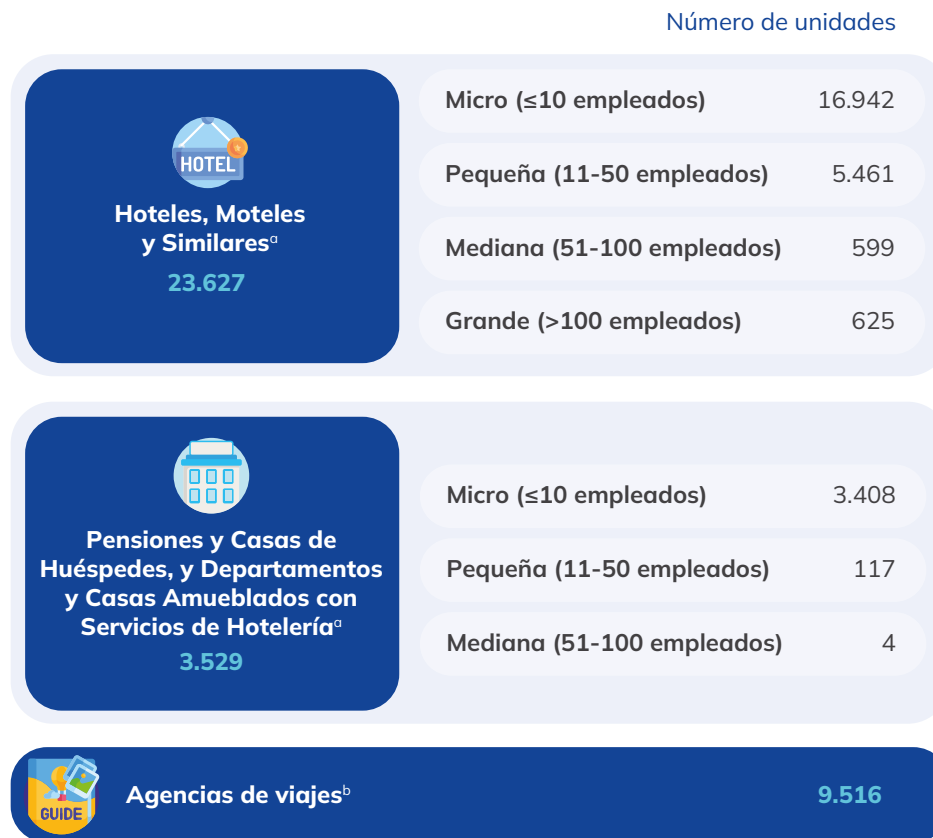 Número de unidades
HOTEL
Hoteles, Moteles
y Similaresª
23.627
Micro (≤10 empleados) 16.942
Pequeña (11-50 empleados) 5.461
Mediana (51-100 empleados) 599
Grande (>100 empleados) 625
Pensiones y Casas de
Huéspedes, y Departamentos
y Casas Amueblados con
Servicios de Hoteleríaª
3.529
Micro (≤10 empleados) 3.408
Pequeña (11-50 empleados) 117
Mediana (51-100 empleados) 4
GUIDE
Agencias de viajesᵇ 9.516